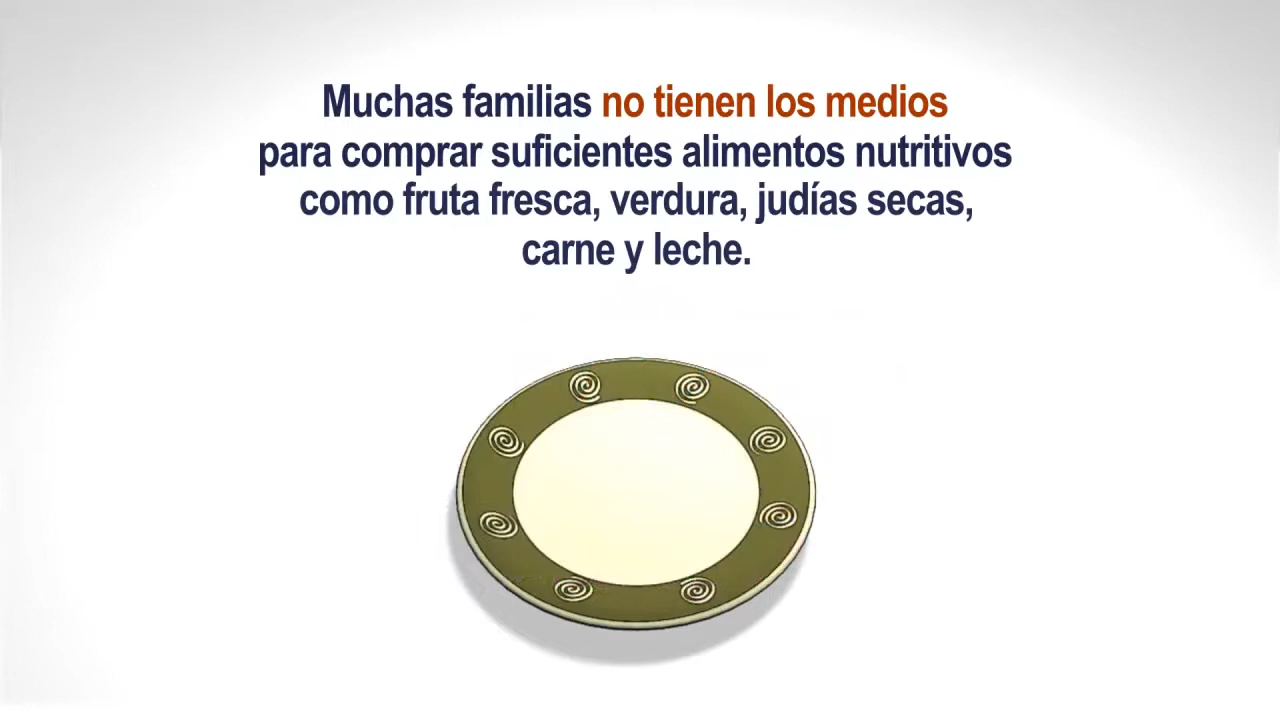 Muchas familias no tienen los medios
para comprar suficientes alimentos nutritivos
como fruta fresca, verdura, judías secas,
carne y leche.